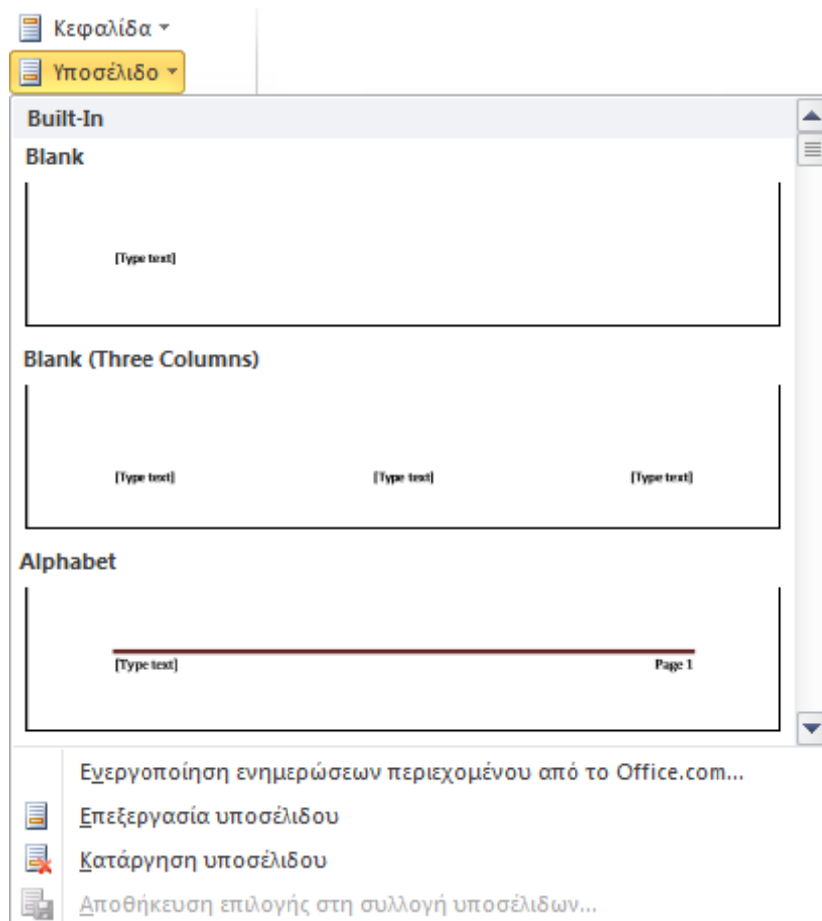 Κεφαλίδα
Υποσέλιδο
Built-In
Blank
[Type text]
Blank (Three Columns)
[Type text] [Type text] [Type text]
Alphabet
[Type text] Page 1
Ενεργοποίηση ενημερώσεων περιεχομένου από το Office.com...
Επεξεργασία υποσέλιδου
Κατάργηση υποσέλιδου
Αποθήκευση επιλογής στη συλλογή υποσέλιδων...